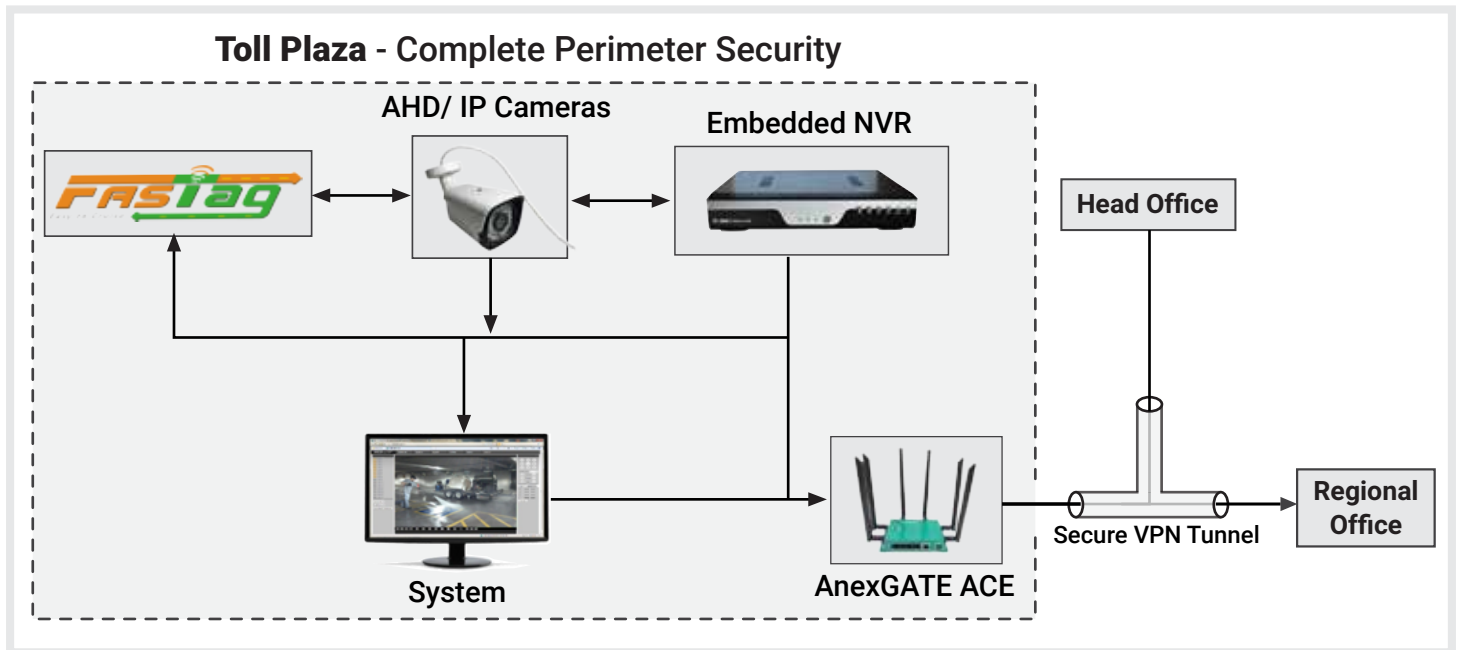 Toll Plaza - Complete Perimeter Security
AHD/ IP Cameras
Embedded NVR
FASTag
Head Office
Regional
Office
Secure VPN Tunnel
System
AnexGATE ACE